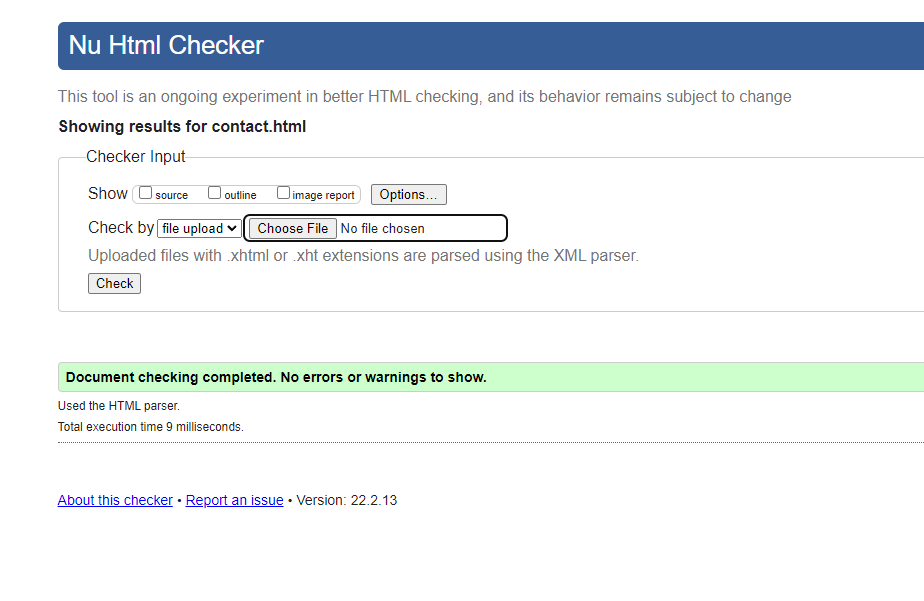 Nu Html Checker
This tool is an ongoing experiment in better HTML checking, and its behavior remains subject to change
Showing results for contact.html
Checker Input
Show source outline image report Options...
Check by file upload Choose File No file chosen
Uploaded files with .xhtml or .xht extensions are parsed using the XML parser.
Check
Document checking completed. No errors or warnings to show.
Used the HTML parser.
Total execution time 9 milliseconds.
About this checker • Report an issue • Version: 22.2.13